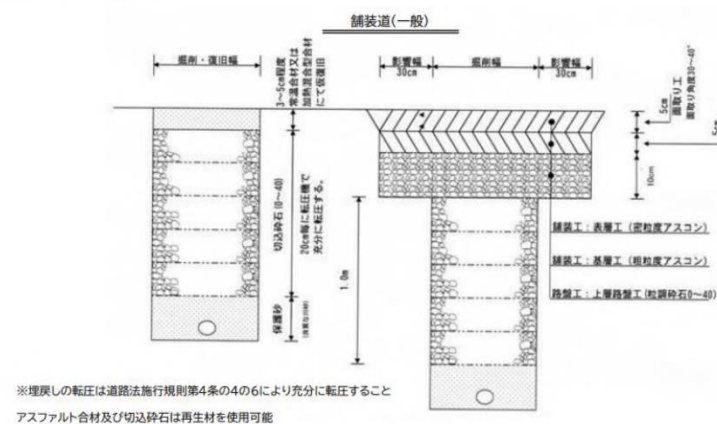 舗装道(一般)
掘削・復旧幅
3~5cm程度
常温合材又は
加熱混合型合材
にて仮復旧
切込砕石(0~40)
20cm毎に転圧機で
充分に転圧する。
保護砂
影響幅
30cm
掘削幅
影響幅
30cm
5cm
面取り工
面取り角度30~40°
5cm
10cm
1.0m
舗装工:表層工(密粒度アスコン)
舗装工:基層工(粗粒度アスコン)
路盤工:上層路盤工(粒調砕石0~40)
※埋戻しの転圧は道路法施行規則第4条の4の6により充分に転圧すること
アスファルト合材及び切込砕石は再生材を使用可能